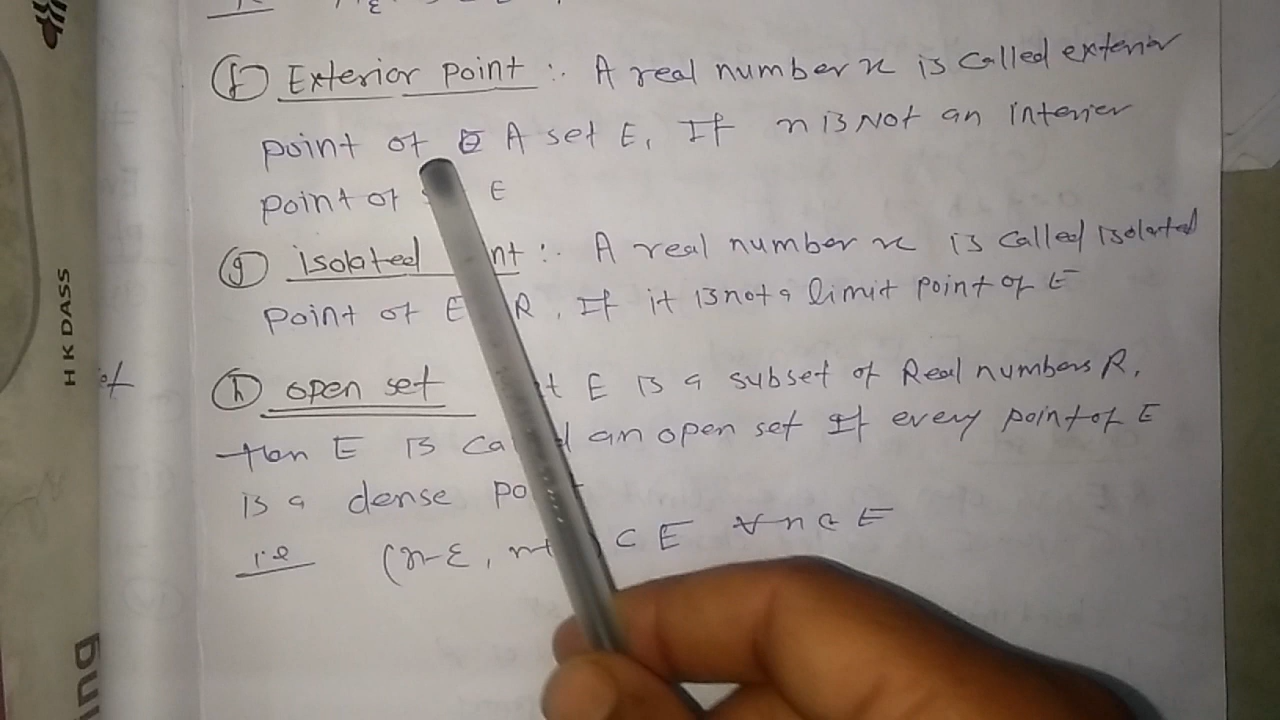 (f) Exterior point :. A real number x is called exterior
point of A set E, If x is Not an interier
point of E
(g) isolated nt :. A real number x is called isolated
point of E R, If it is not a limit point of E
(h) open set t E is a subset of Real numbers R,
then E is ca d an open set If every point of E
is a dense po
i.e (x-ε, x+ ) ⊂ E ∀ x ∈ E
of
H K DASS